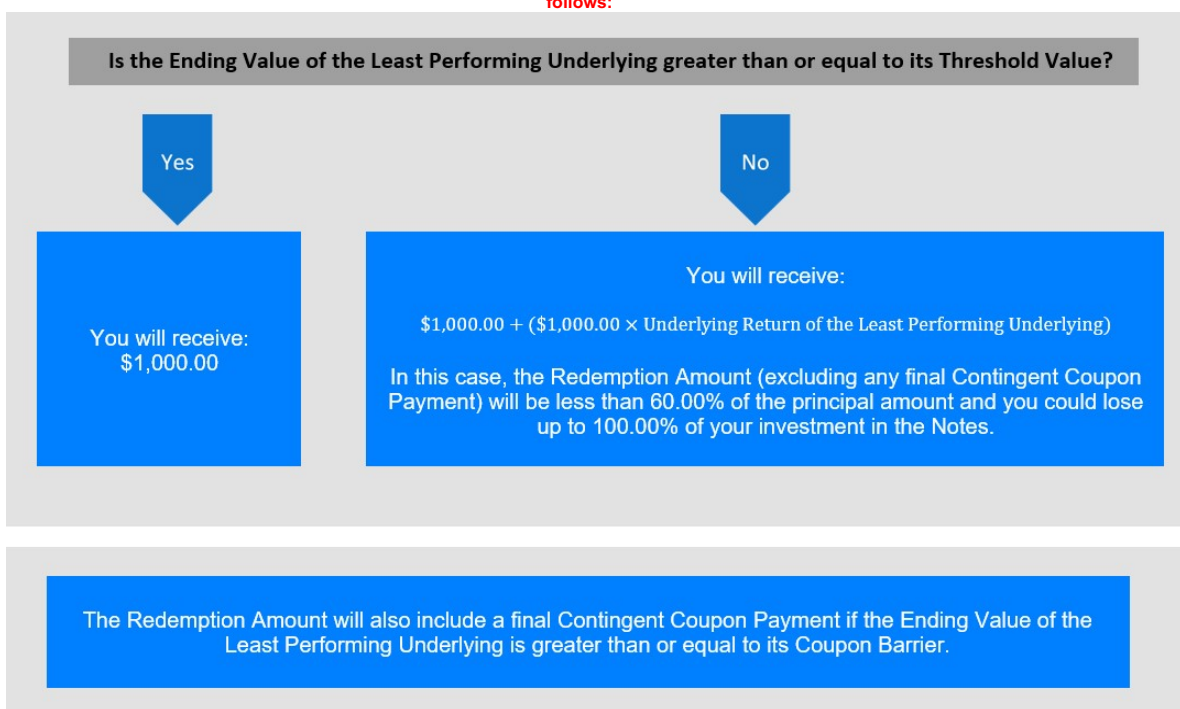 follows:
Is the Ending Value of the Least Performing Underlying greater than or equal to its Threshold Value?
Yes
No
You will receive:
$1,000.00
You will receive:
$1,000.00 + ($1,000.00 × Underlying Return of the Least Performing Underlying)
In this case, the Redemption Amount (excluding any final Contingent Coupon
Payment) will be less than 60.00% of the principal amount and you could lose
up to 100.00% of your investment in the Notes.
The Redemption Amount will also include a final Contingent Coupon Payment if the Ending Value of the
Least Performing Underlying is greater than or equal to its Coupon Barrier.